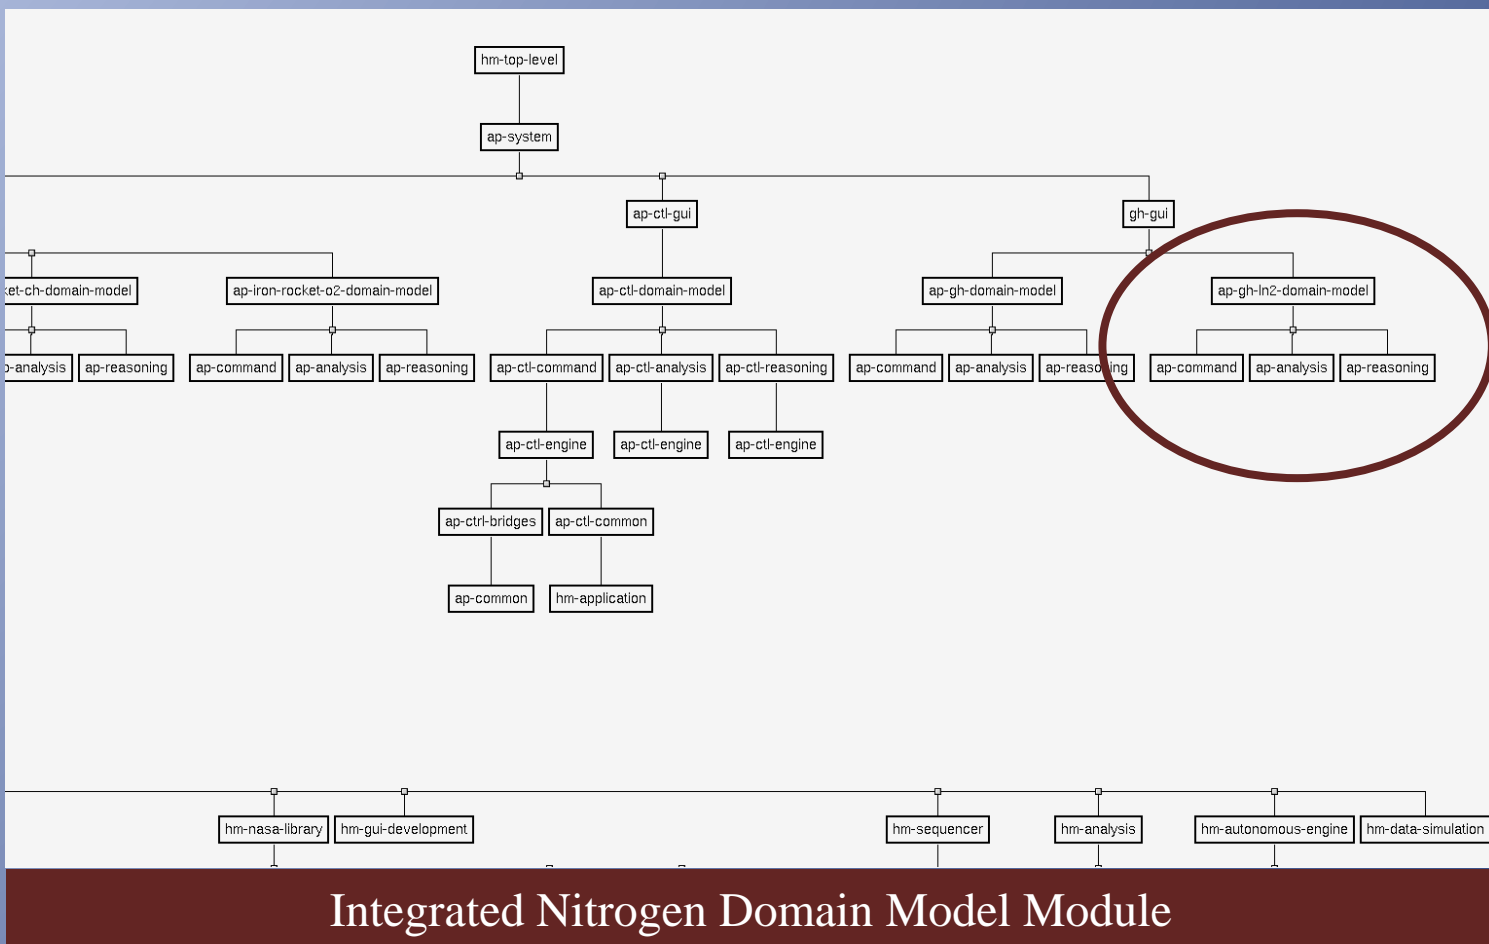 hm-top-level
ap-system
ap-ctl-gui
gh-gui
ket-ch-domain-model
ap-iron-rocket-o2-domain-model
ap-ctl-domain-model
ap-gh-domain-model
ap-gh-ln2-domain-model
p-analysis
ap-reasoning
ap-command
ap-analysis
ap-reasoning
ap-ctl-command
ap-ctl-analysis
ap-ctl-reasoning
ap-command
ap-analysis
ap-reasoning
ap-command
ap-analysis
ap-reasoning
ap-ctl-engine
ap-ctl-engine
ap-ctl-engine
ap-ctrl-bridges
ap-ctl-common
ap-common
hm-application
hm-nasa-library
hm-gui-development
hm-sequencer
hm-analysis
hm-autonomous-engine
hm-data-simulation
Integrated Nitrogen Domain Model Module